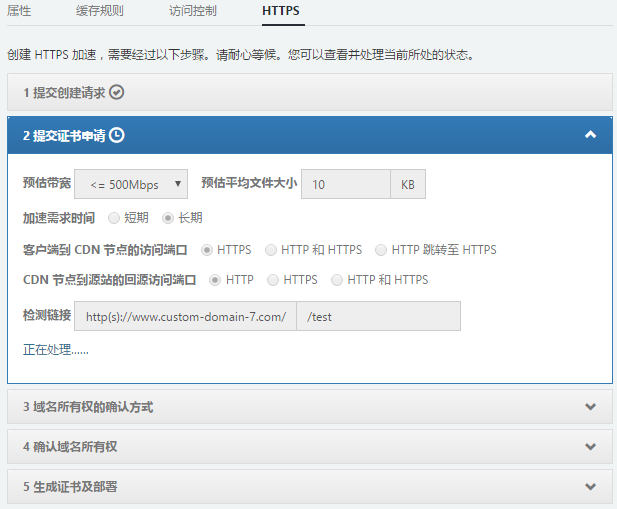 属性 缓存规则 访问控制 HTTPS
创建 HTTPS 加速，需要经过以下步骤。请耐心等候。您可以查看并处理当前所处的状态。
1 提交创建请求
2 提交证书申请
预估带宽 <= 500Mbps 预估平均文件大小 10 KB
加速需求时间 短期 长期
客户端到 CDN 节点的访问端口 HTTPS HTTP 和 HTTPS HTTP 跳转至 HTTPS
CDN 节点到源站的回源访问端口 HTTP HTTPS HTTP 和 HTTPS
检测链接 http(s)://www.custom-domain-7.com/ /test
正在处理......
3 域名所有权的确认方式
4 确认域名所有权
5 生成证书及部署